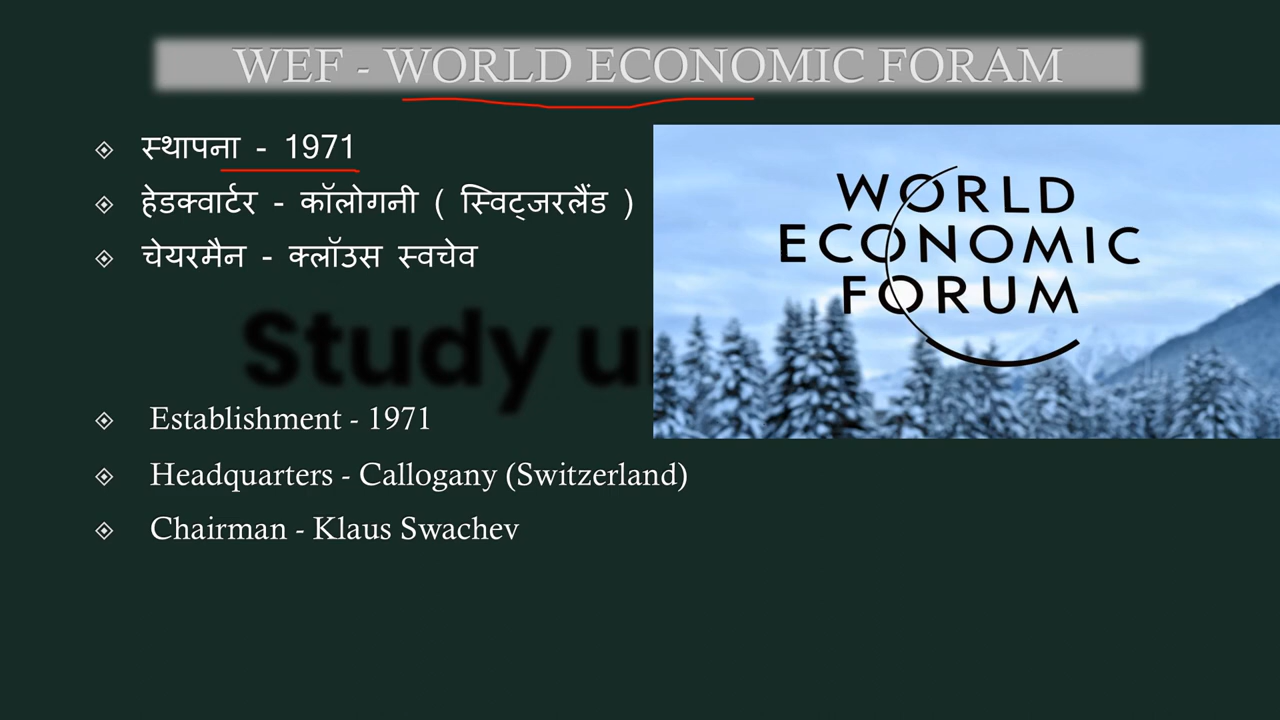 WEF - WORLD ECONOMIC FORAM
स्थापना - 1971
हेडक्वार्टर - कॉलोगनी ( स्विट्जरलैंड )
चेयरमैन - क्लॉउस स्वचेव
WORLD
ECONOMIC
FORUM
Study
Establishment - 1971
Headquarters - Callogany (Switzerland)
Chairman - Klaus Swachev